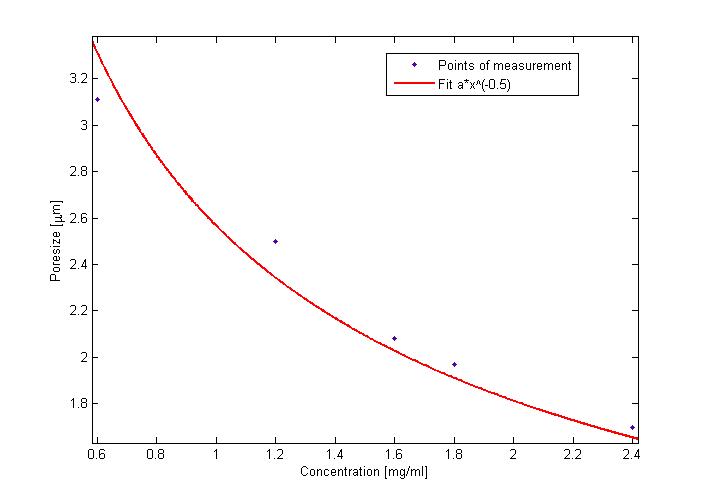 Points of measurement
Fit a*x^(-0.5)
3.2
3
2.8
2.6
2.4
2.2
2
1.8
Poresize [μm]
0.6 0.8 1 1.2 1.4 1.6 1.8 2 2.2 2.4
Concentration [mg/ml]